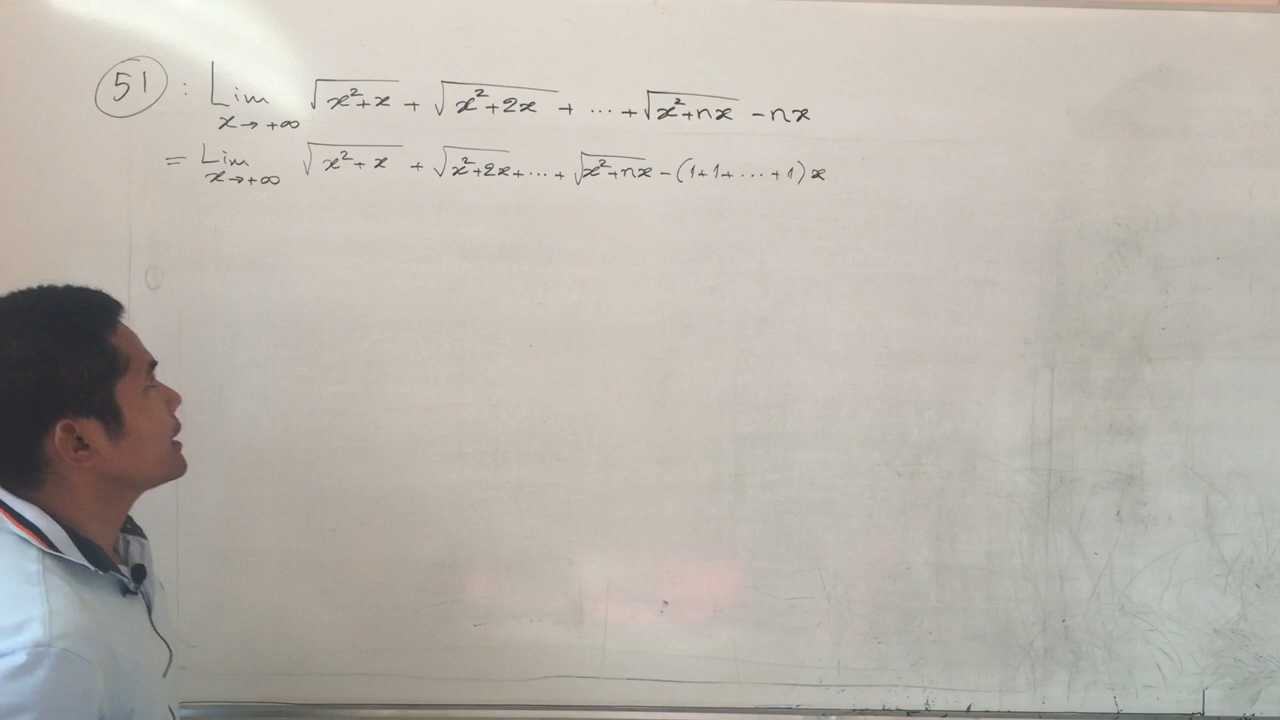 51 : Lim x→+∞ √(x²+x) + √(x²+2x) + ... + √(x²+nx) - nx
= Lim x→+∞ √(x²+x) + √(x²+2x) + ... + √(x²+nx) - (1+1+...+1)x